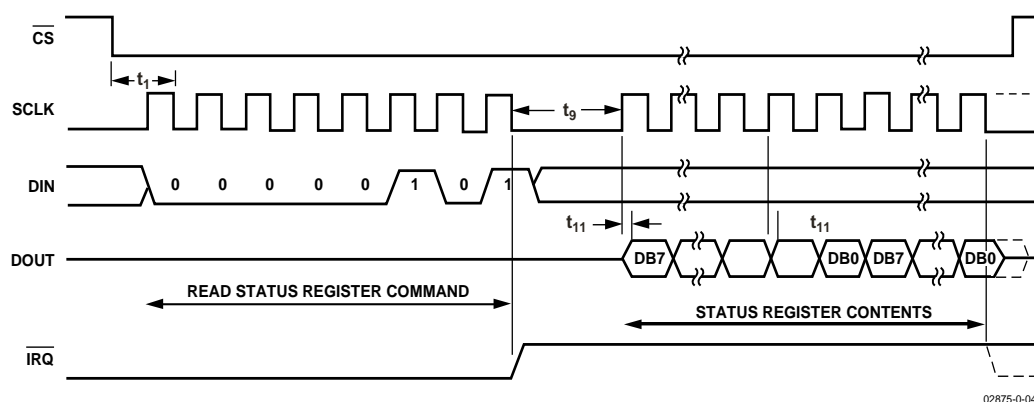 CS
t1
SCLK
t9
DIN
0 0 0 0 0 1 0 1
t11
t11
DOUT
DB7 DB0 DB7 DB0
READ STATUS REGISTER COMMAND
STATUS REGISTER CONTENTS
IRQ